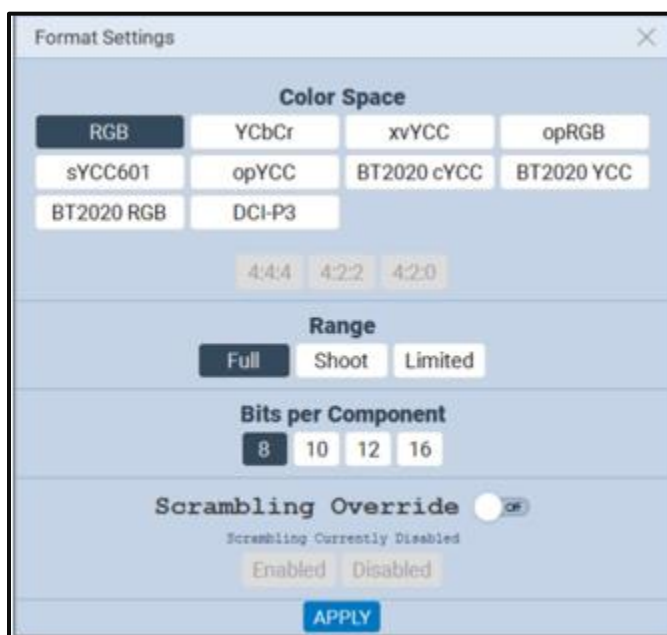 Format Settings
Color Space
RGB YCbCr xvYCC opRGB
sYCC601 opYCC BT2020 cYCC BT2020 YCC
BT2020 RGB DCI-P3
4:4:4 4:2:2 4:2:0
Range
Full Shoot Limited
Bits per Component
8 10 12 16
Scrambling Override Off
Scrambling Currently Disabled
Enabled Disabled
APPLY